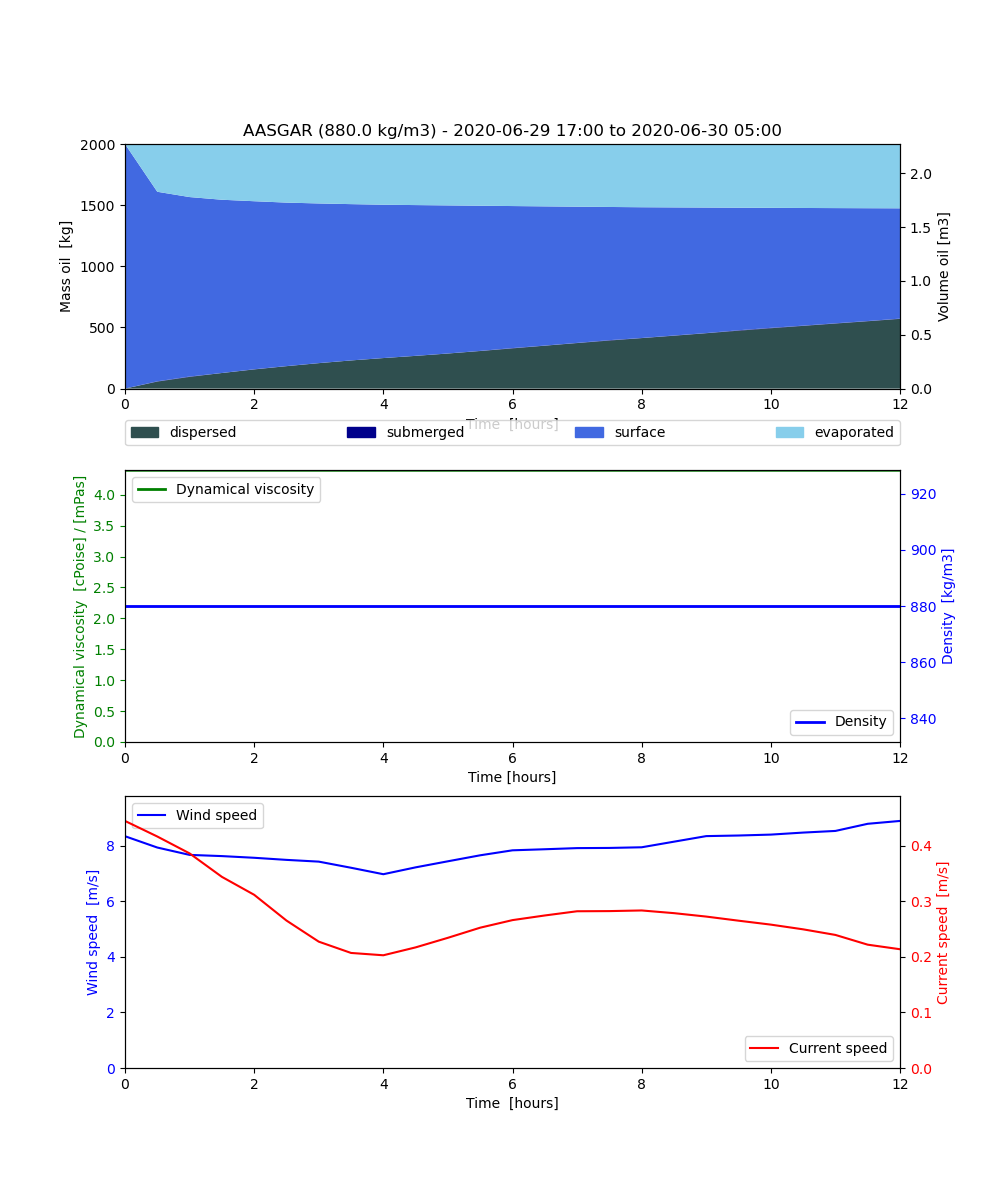 AASGAR (880.0 kg/m3) - 2020-06-29 17:00 to 2020-06-30 05:00
2000
1500
1000
500
0
Mass oil [kg]
2.0
1.5
1.0
0.5
0.0
Volume oil [m3]
0 2 4 6 8 10 12
Time [hours]
dispersed submerged surface evaporated
Dynamical viscosity
4.0
3.5
3.0
2.5
2.0
1.5
1.0
0.5
0.0
Dynamical viscosity [cPoise] / [mPas]
920
900
880
860
840
Density [kg/m3]
Density
0 2 4 6 8 10 12
Time [hours]
Wind speed
8
6
4
2
0
Wind speed [m/s]
0.4
0.3
0.2
0.1
0.0
Current speed [m/s]
Current speed
0 2 4 6 8 10 12
Time [hours]